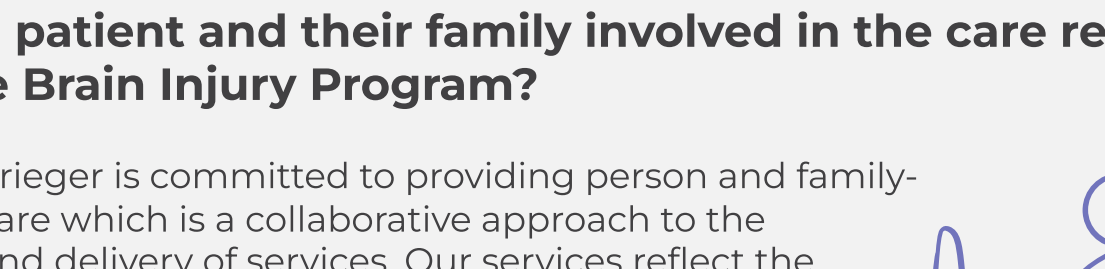 patient and their family involved in the care re
e Brain Injury Program?
rieger is committed to providing person and family-
are which is a collaborative approach to the
nd delivery of services. Our services reflect the